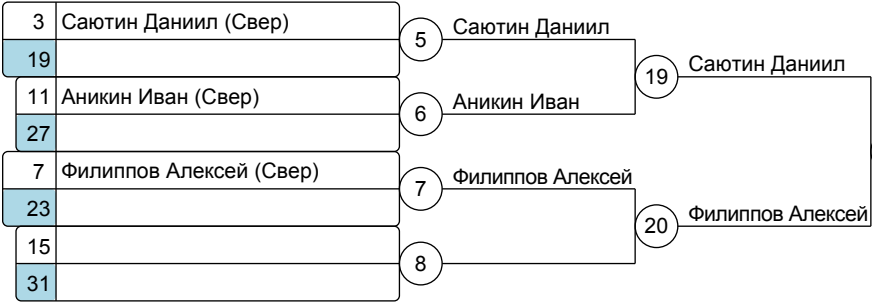 3 Саютин Даниил (Свер)
19
11 Аникин Иван (Свер)
27
7 Филиппов Алексей (Свер)
23
15
31
5 Саютин Даниил
6 Аникин Иван
7 Филиппов Алексей
8
19 Саютин Даниил
20 Филиппов Алексей